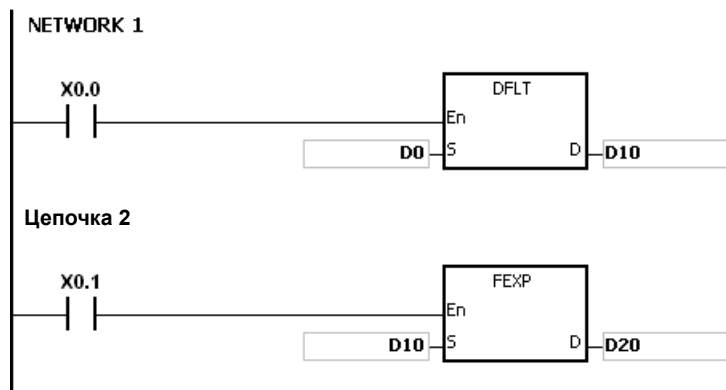 NETWORK 1
X0.0
DFLT
En
D0 S D D10
Цепочка 2
X0.1
FEXP
En
D10 S D D20